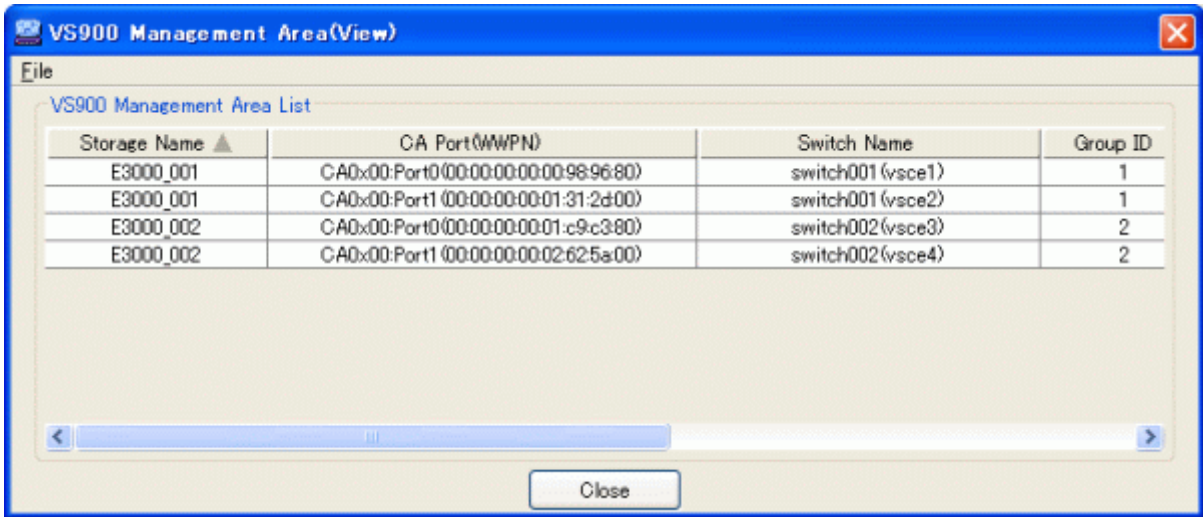 VS900 Management Area(View)
File
VS900 Management Area List
Storage Name CA Port(WWPN) Switch Name Group ID
E3000_001 CA0x00:Port0(00:00:00:00:00:98:96:80) switch001(vsce1) 1
E3000_001 CA0x00:Port1(00:00:00:00:01:31:2d:00) switch001(vsce2) 1
E3000_002 CA0x00:Port0(00:00:00:00:01:c9:c3:80) switch002(vsce3) 2
E3000_002 CA0x00:Port1(00:00:00:00:02:62:5a:00) switch002(vsce4) 2
Close